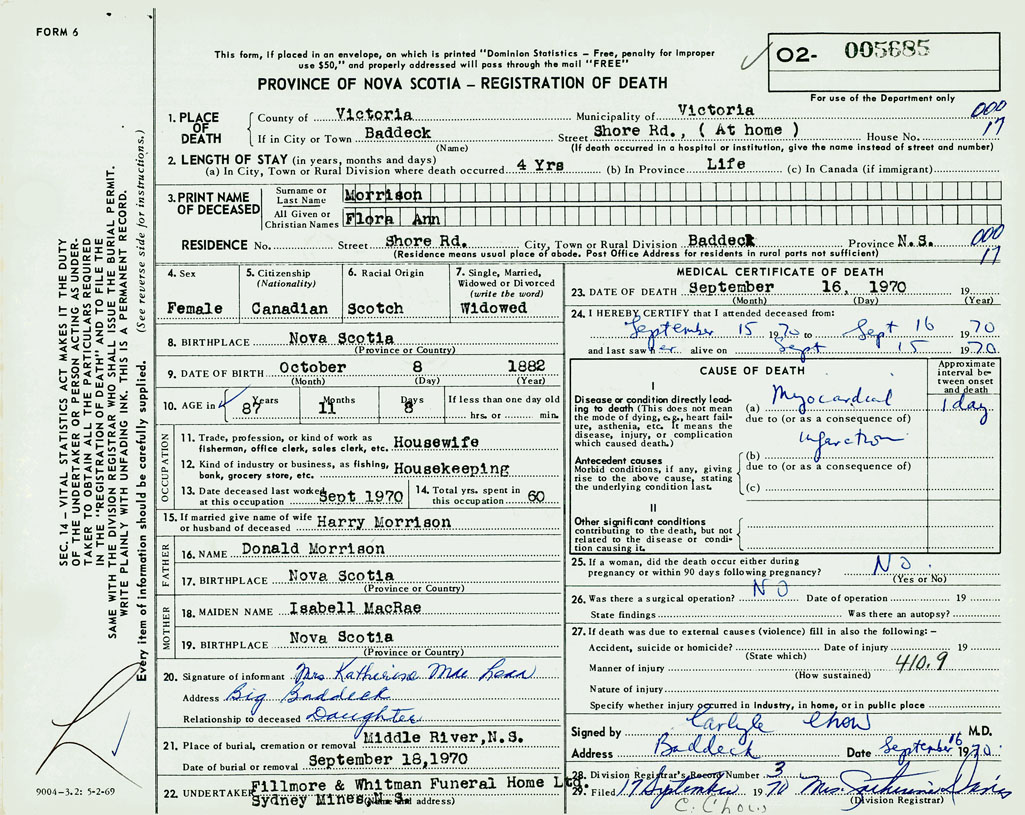 FORM 6
This form, if placed in an envelope, on which is printed "Dominion Statistics – Free, penalty for improper
use $50," and properly addressed will pass through the mail "FREE"
PROVINCE OF NOVA SCOTIA – REGISTRATION OF DEATH
O2- 005685
For use of the Department only
SEC. 14 – VITAL STATISTICS ACT MAKES IT THE DUTY
OF THE UNDERTAKER OR PERSON ACTING AS UNDER-
TAKER TO OBTAIN ALL THE PARTICULARS REQUIRED
IN THE "REGISTRATION OF DEATH" AND TO FILE THE
SAME WITH THE DIVISION REGISTRAR WHO SHALL ISSUE THE BURIAL PERMIT.
WRITE PLAINLY WITH UNFADING INK. THIS IS A PERMANENT RECORD.
Every item of information should be carefully supplied. (See reverse side for instructions.)
1. PLACE OF DEATH
County of Victoria Municipality of Victoria 000
If in City or Town Baddeck Street Shore Rd., ( At home ) House No. 17
(Name) (If death occurred in a hospital or institution, give the name instead of street and number)
2. LENGTH OF STAY (in years, months and days)
(a) In City, Town or Rural Division where death occurred 4 Yrs (b) In Province Life (c) In Canada (if immigrant)
3. PRINT NAME OF DECEASED
Surname or Last Name Morrison
All Given or Christian Names Flora Ann
RESIDENCE No. Street Shore Rd. City, Town or Rural Division Baddeck Province N.S. 000
(Residence means usual place of abode. Post Office Address for residents in rural parts not sufficient) 17
4. Sex Female
5. Citizenship (Nationality) Canadian
6. Racial Origin Scotch
7. Single, Married, Widowed or Divorced (write the word) Widowed
8. BIRTHPLACE Nova Scotia
(Province or Country)
9. DATE OF BIRTH October 8 1882
(Month) (Day) (Year)
10. AGE in Years 87 Months 11 Days 8 If less than one day old
hrs. or min.
OCCUPATION
11. Trade, profession, or kind of work as
fisherman, office clerk, sales clerk, etc. Housewife
12. Kind of industry or business, as fishing,
bank, grocery store, etc. Housekeeping
13. Date deceased last worked
at this occupation Sept 1970
14. Total yrs. spent in
this occupation 60
15. If married give name of wife
or husband of deceased Harry Morrison
FATHER
16. NAME Donald Morrison
17. BIRTHPLACE Nova Scotia
(Province or Country)
MOTHER
18. MAIDEN NAME Isabell MacRae
19. BIRTHPLACE Nova Scotia
(Province or Country)
20. Signature of informant Mrs Katherine Mac Lean
Address Big Baddeck
Relationship to deceased Daughter
21. Place of burial, cremation or removal Middle River, N.S.
Date of burial or removal September 18, 1970
22. UNDERTAKER Fillmore & Whitman Funeral Home Ltd.
Sydney Mines, N.S.
(Name and address)
9004–3.2: 5-2-69
MEDICAL CERTIFICATE OF DEATH
23. DATE OF DEATH September 16, 1970 19
(Month) (Day) (Year)
24. I HEREBY CERTIFY that I attended deceased from:
September 15 1970 to Sept 16 1970
and last saw her alive on Sept 15 1970
CAUSE OF DEATH
Approximate interval between onset and death
I
Disease or condition directly lead-
ing to death (This does not
mean the mode of dying, e.g., heart fail-
ure, asthenia, etc. It means the
disease, injury, or complication
which caused death.)
(a) Myocardial 1 day
due to (or as a consequence of)
infarction
Antecedent causes
Morbid conditions, if any, giving
rise to the above cause, stating
the underlying condition last.
(b)
due to (or as a consequence of)
(c)
II
Other significant conditions
contributing to the death, but not
related to the disease or condi-
tion causing it.
25. If a woman, did the death occur either during
pregnancy or within 90 days following pregnancy? No.
(Yes or No)
26. Was there a surgical operation? NO Date of operation 19
State findings Was there an autopsy?
27. If death was due to external causes (violence) fill in also the following: –
Accident, suicide or homicide? Date of injury 19
(State which)
Manner of injury 410.9
(How sustained)
Nature of injury
Specify whether injury occurred in industry, in home, or in public place
Signed by Carlyle Chow M.D.
Address Baddeck Date September 16 1970.
28. Division Registrar's Record Number 3
29. Filed 17 September 1970 Mrs. Catherine Davis
C. Chow (Division Registrar)